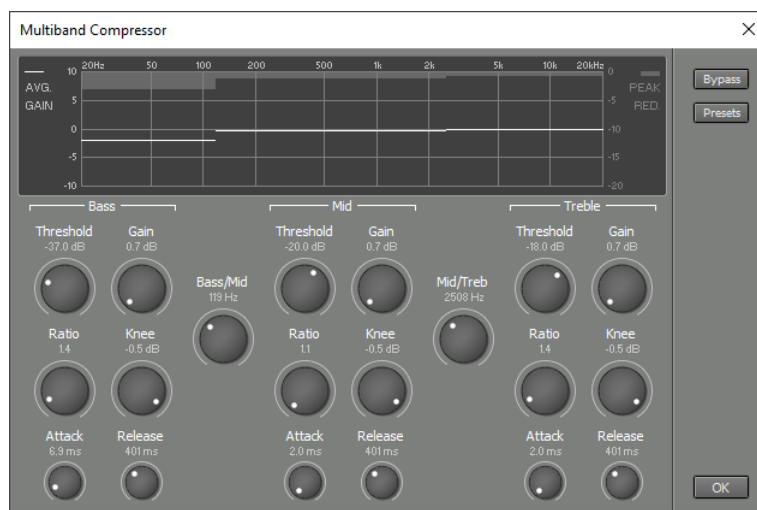 Multiband Compressor
20Hz 50 100 200 500 1k 2k 5k 10k 20kHz
AVG. GAIN
10
5
0
-5
-10
0
-5
-10
-15
-20
PEAK RED.
Bypass
Presets
Bass Mid Treble
Threshold Gain Threshold Gain Threshold Gain
-37.0 dB 0.7 dB -20.0 dB 0.7 dB -18.0 dB 0.7 dB
Bass/Mid Mid/Treb
119 Hz 2508 Hz
Ratio Knee Ratio Knee Ratio Knee
1.4 -0.5 dB 1.1 -0.5 dB 1.4 -0.5 dB
Attack Release Attack Release Attack Release
6.9 ms 401 ms 2.0 ms 401 ms 2.0 ms 401 ms
OK